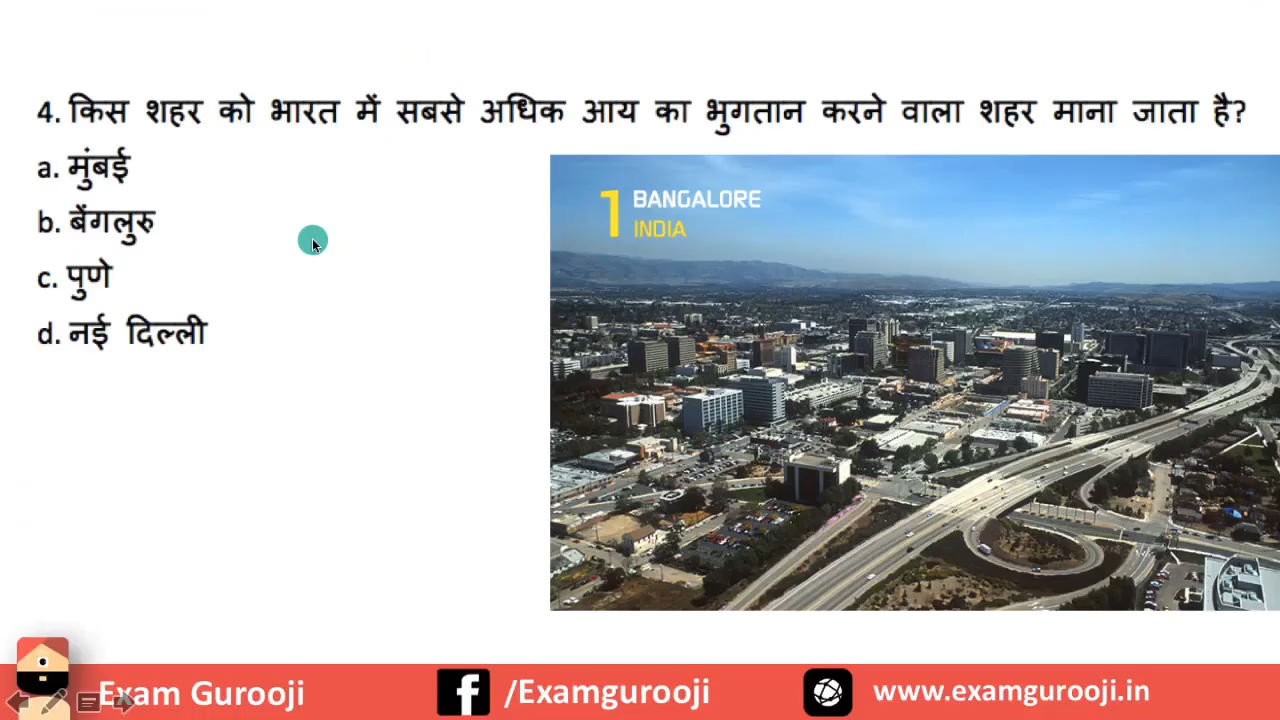 4. किस शहर को भारत में सबसे अधिक आय का भुगतान करने वाला शहर माना जाता है?
a. मुंबई
b. बेंगलुरु
c. पुणे
d. नई दिल्ली
1 BANGALORE
INDIA
Exam Gurooji
f /Examgurooji
www.examgurooji.in